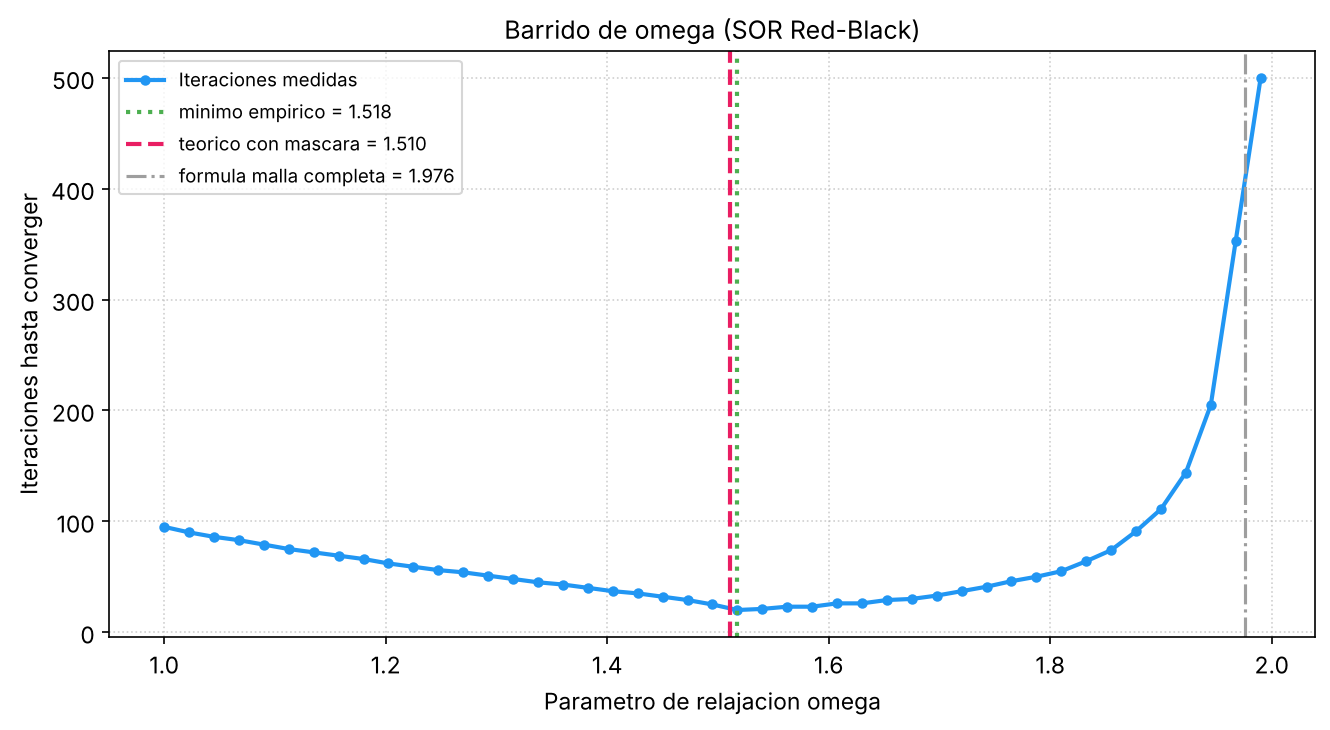 Barrido de omega (SOR Red-Black)
Iteraciones medidas
minimo empirico = 1.518
teorico con mascara = 1.510
formula malla completa = 1.976
Iteraciones hasta converger
500
400
300
200
100
0
1.0 1.2 1.4 1.6 1.8 2.0
Parametro de relajacion omega